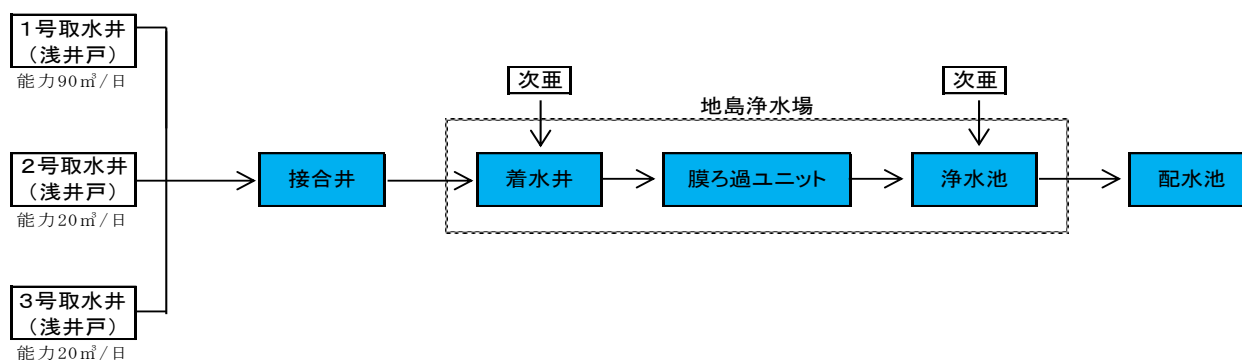 1号取水井
(浅井戸)
能力90㎥/日
次亜
次亜
地島浄水場
2号取水井
(浅井戸)
能力20㎥/日
接合井
着水井
膜ろ過ユニット
浄水池
配水池
3号取水井
(浅井戸)
能力20㎥/日